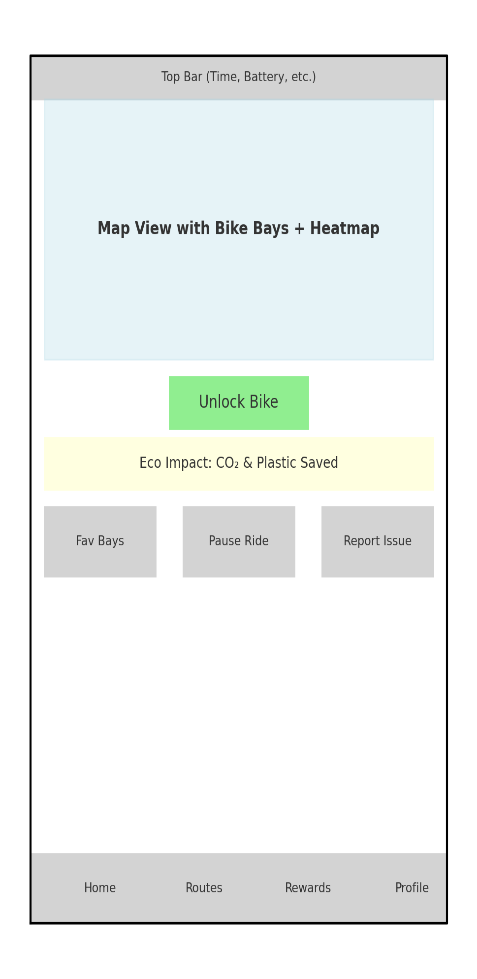 Top Bar (Time, Battery, etc.)
Map View with Bike Bays + Heatmap
Unlock Bike
Eco Impact: CO₂ & Plastic Saved
Fav Bays
Pause Ride
Report Issue
Home
Routes
Rewards
Profile